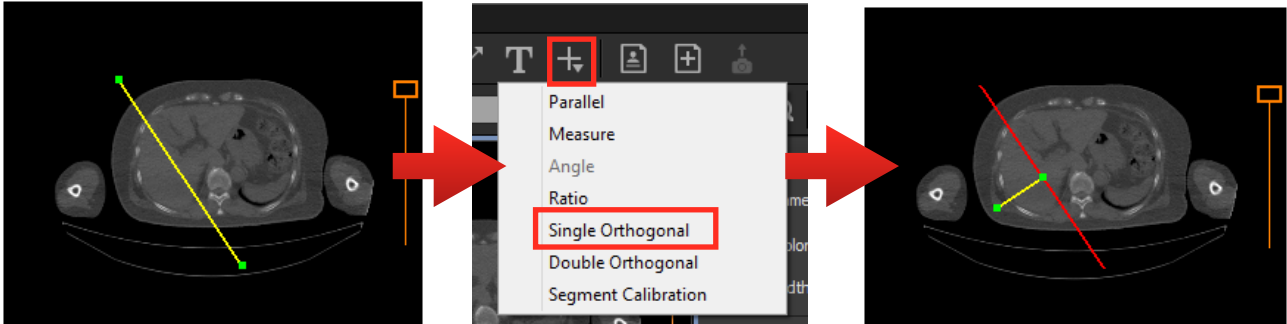 T
Parallel
Measure
Angle
Ratio
Single Orthogonal
Double Orthogonal
Segment Calibration